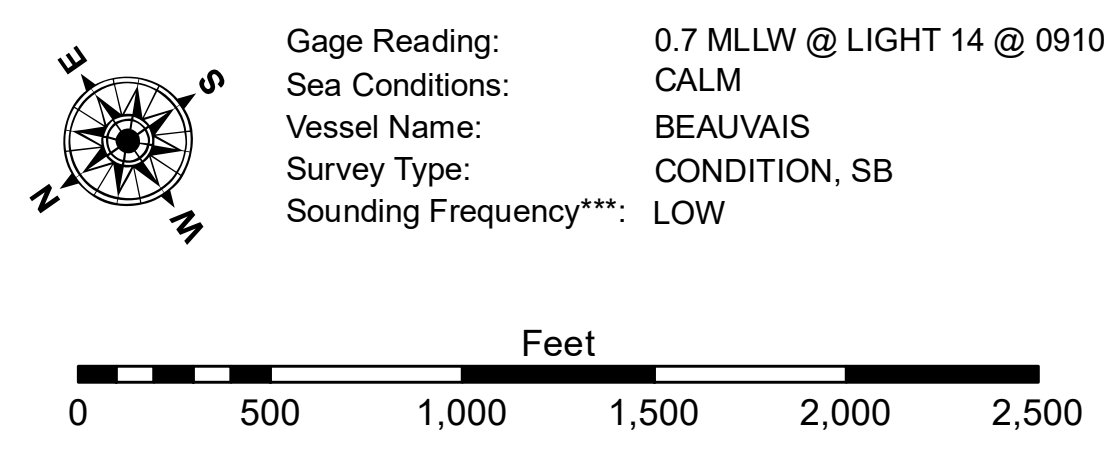 E
S
N
W
Gage Reading: 0.7 MLLW @ LIGHT 14 @ 0910
Sea Conditions: CALM
Vessel Name: BEAUVAIS
Survey Type: CONDITION, SB
Sounding Frequency***: LOW
Feet
0 500 1,000 1,500 2,000 2,500